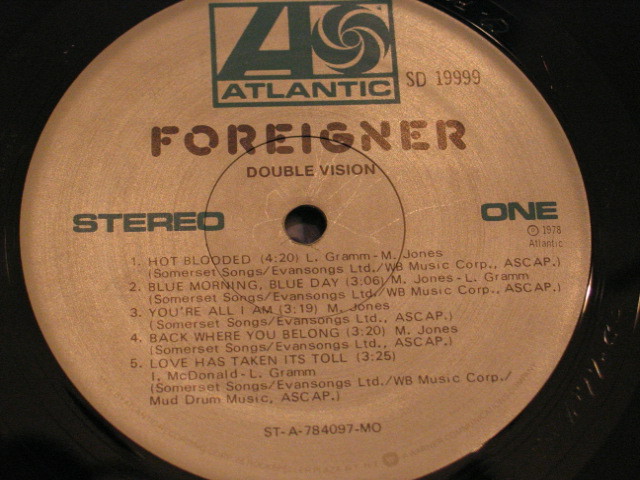 ATLANTIC
SD 19999
FOREIGNER
DOUBLE VISION
STEREO
ONE
℗ 1978
Atlantic
1. HOT BLOODED (4:20) L. Gramm-M. Jones
(Somerset Songs/Evansongs Ltd./WB Music Corp., ASCAP.)
2. BLUE MORNING, BLUE DAY (3:06) M. Jones-L. Gramm
(Somerset Songs/Evansongs Ltd./WB Music Corp., ASCAP.)
3. YOU'RE ALL I AM (3:19) M. Jones
(Somerset Songs/Evansongs Ltd., ASCAP.)
4. BACK WHERE YOU BELONG (3:20) M. Jones
(Somerset Songs/Evansongs Ltd., ASCAP.)
5. LOVE HAS TAKEN ITS TOLL (3:25)
I. McDonald-L. Gramm
(Somerset Songs/Evansongs Ltd./WB Music Corp./
Mud Drum Music, ASCAP.)
ST-A-784097-MO